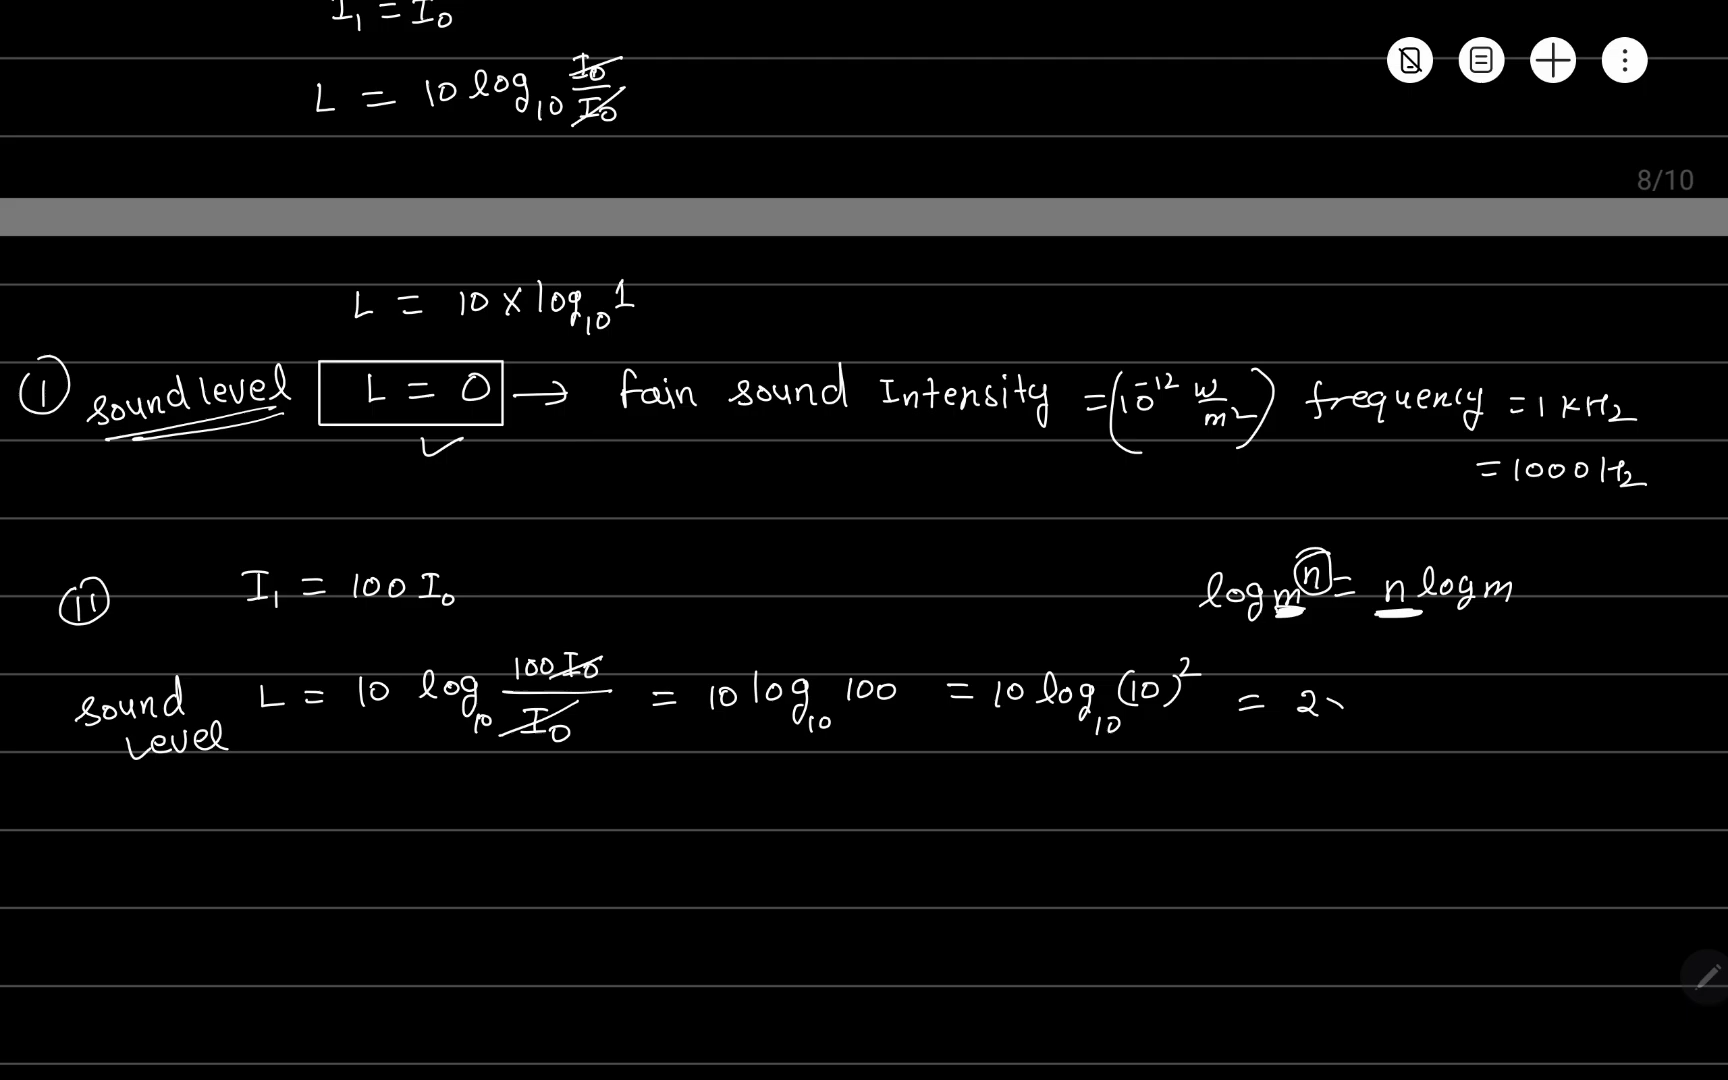 I₁ = I₀
L = 10 log₁₀ I₀/I₀
8/10
L = 10 × log₁₀ 1
① sound level L = 0 → fain sound Intensity = (10⁻¹² w/m²) frequency = 1 KHz
= 1000 Hz
⑪ I₁ = 100 I₀ log mⁿ = n log m
sound level L = 10 log₁₀ 100 I₀/I₀ = 10 log₁₀ 100 = 10 log₁₀ (10)² = 2